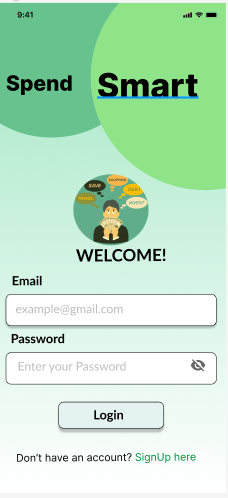 9:41
Spend Smart
SAVE
SHOPPING
DEBT
INVEST
WELCOME!
Email
example@gmail.com
Password
Enter your Password
Login
Don't have an account? SignUp here